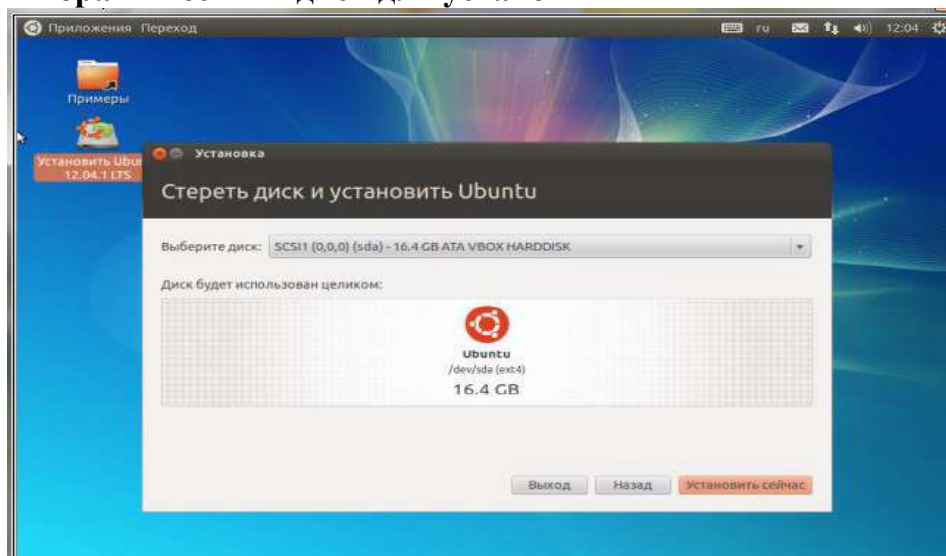 Приложения Переход ru 12:04
Примеры
Установить Ubun
12.04.1 LTS
Установка
Стереть диск и установить Ubuntu
Выберите диск: SCSI1 (0,0,0) (sda) - 16.4 GB ATA VBOX HARDDISK
Диск будет использован целиком:
Ubuntu
/dev/sda (ext4)
16.4 GB
Выход Назад Установить сейчас